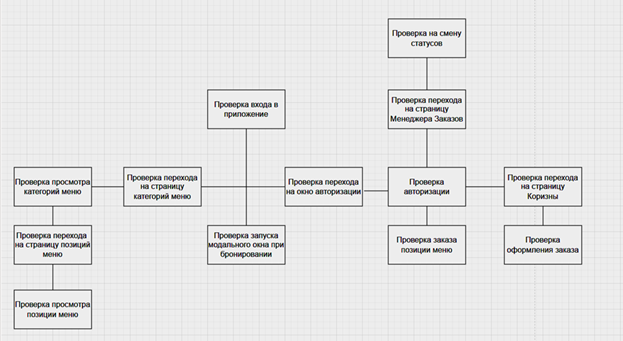 Проверка на смену
статусов
Проверка перехода
на страницу
Менеджера Заказов
Проверка входа в
приложение
Проверка просмотра
категорий меню
Проверка перехода
на страницу
категорий меню
Проверка перехода
на окно авторизации
Проверка
авторизации
Проверка перехода
на страницу
Коризны
Проверка перехода
на страницу позиций
меню
Проверка запуска
модального окна при
бронировании
Проверка заказа
позиции меню
Проверка
оформления заказа
Проверка просмотра
позиции меню